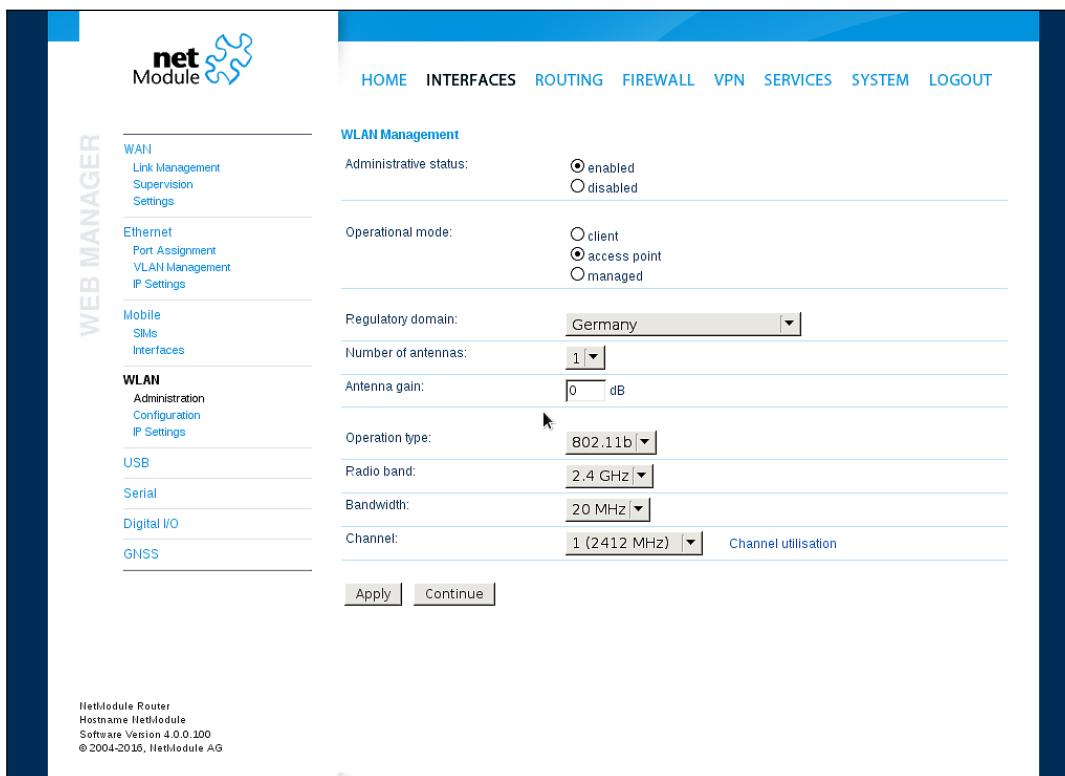 net
Module
HOME INTERFACES ROUTING FIREWALL VPN SERVICES SYSTEM LOGOUT
WEB MANAGER
WAN
Link Management
Supervision
Settings
Ethernet
Port Assignment
VLAN Management
IP Settings
Mobile
SIMs
Interfaces
WLAN
Administration
Configuration
IP Settings
USB
Serial
Digital I/O
GNSS
WLAN Management
Administrative status:
enabled
disabled
Operational mode:
client
access point
managed
Regulatory domain: Germany
Number of antennas: 1
Antenna gain: 0 dB
Operation type: 802.11b
Radio band: 2.4 GHz
Bandwidth: 20 MHz
Channel: 1 (2412 MHz) Channel utilisation
Apply Continue
NetModule Router
Hostname NetModule
Software Version 4.0.0.100
© 2004-2016, NetModule AG